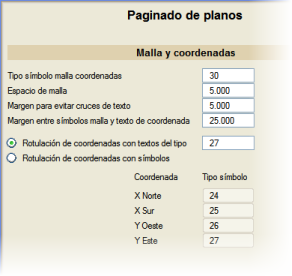 Paginado de planos
Malla y coordenadas
Tipo símbolo malla coordenadas 30
Espacio de malla 5.000
Margen para evitar cruces de texto 5.000
Margen entre símbolos malla y texto de coordenada 25.000
Rotulación de coordenadas con textos del tipo 27
Rotulación de coordenadas con símbolos
Coordenada Tipo símbolo
X Norte 24
X Sur 25
Y Oeste 26
Y Este 27